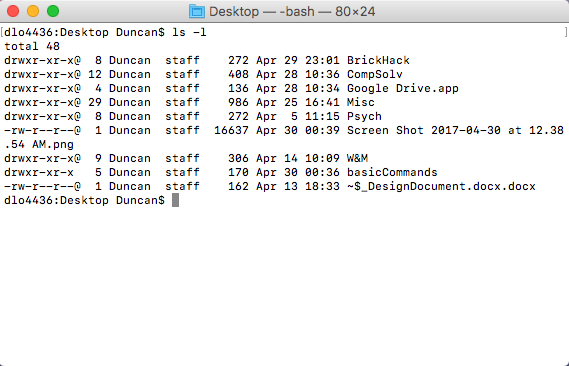 Desktop — -bash — 80×24
[dlo4436:Desktop Duncan$ ls -l ]
total 48
drwxr-xr-x@  8 Duncan  staff    272 Apr 29 23:01 BrickHack
drwxr-xr-x@ 12 Duncan  staff    408 Apr 28 10:36 CompSolv
drwxr-xr-x@  4 Duncan  staff    136 Apr 28 10:34 Google Drive.app
drwxr-xr-x@ 29 Duncan  staff    986 Apr 25 16:41 Misc
drwxr-xr-x@  8 Duncan  staff    272 Apr  5 11:15 Psych
-rw-r--r--@  1 Duncan  staff  16637 Apr 30 00:39 Screen Shot 2017-04-30 at 12.38
.54 AM.png
drwxr-xr-x@  9 Duncan  staff    306 Apr 14 10:09 W&M
drwxr-xr-x   5 Duncan  staff    170 Apr 30 00:36 basicCommands
-rw-r--r--@  1 Duncan  staff    162 Apr 13 18:33 ~$_DesignDocument.docx.docx
dlo4436:Desktop Duncan$